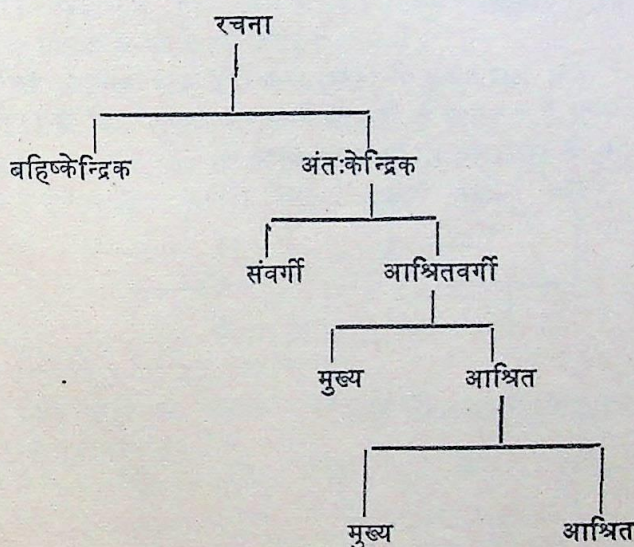 रचना
बहिष्केन्द्रिक अंतःकेन्द्रिक
संवर्गी आश्रितवर्गी
मुख्य आश्रित
मुख्य आश्रित